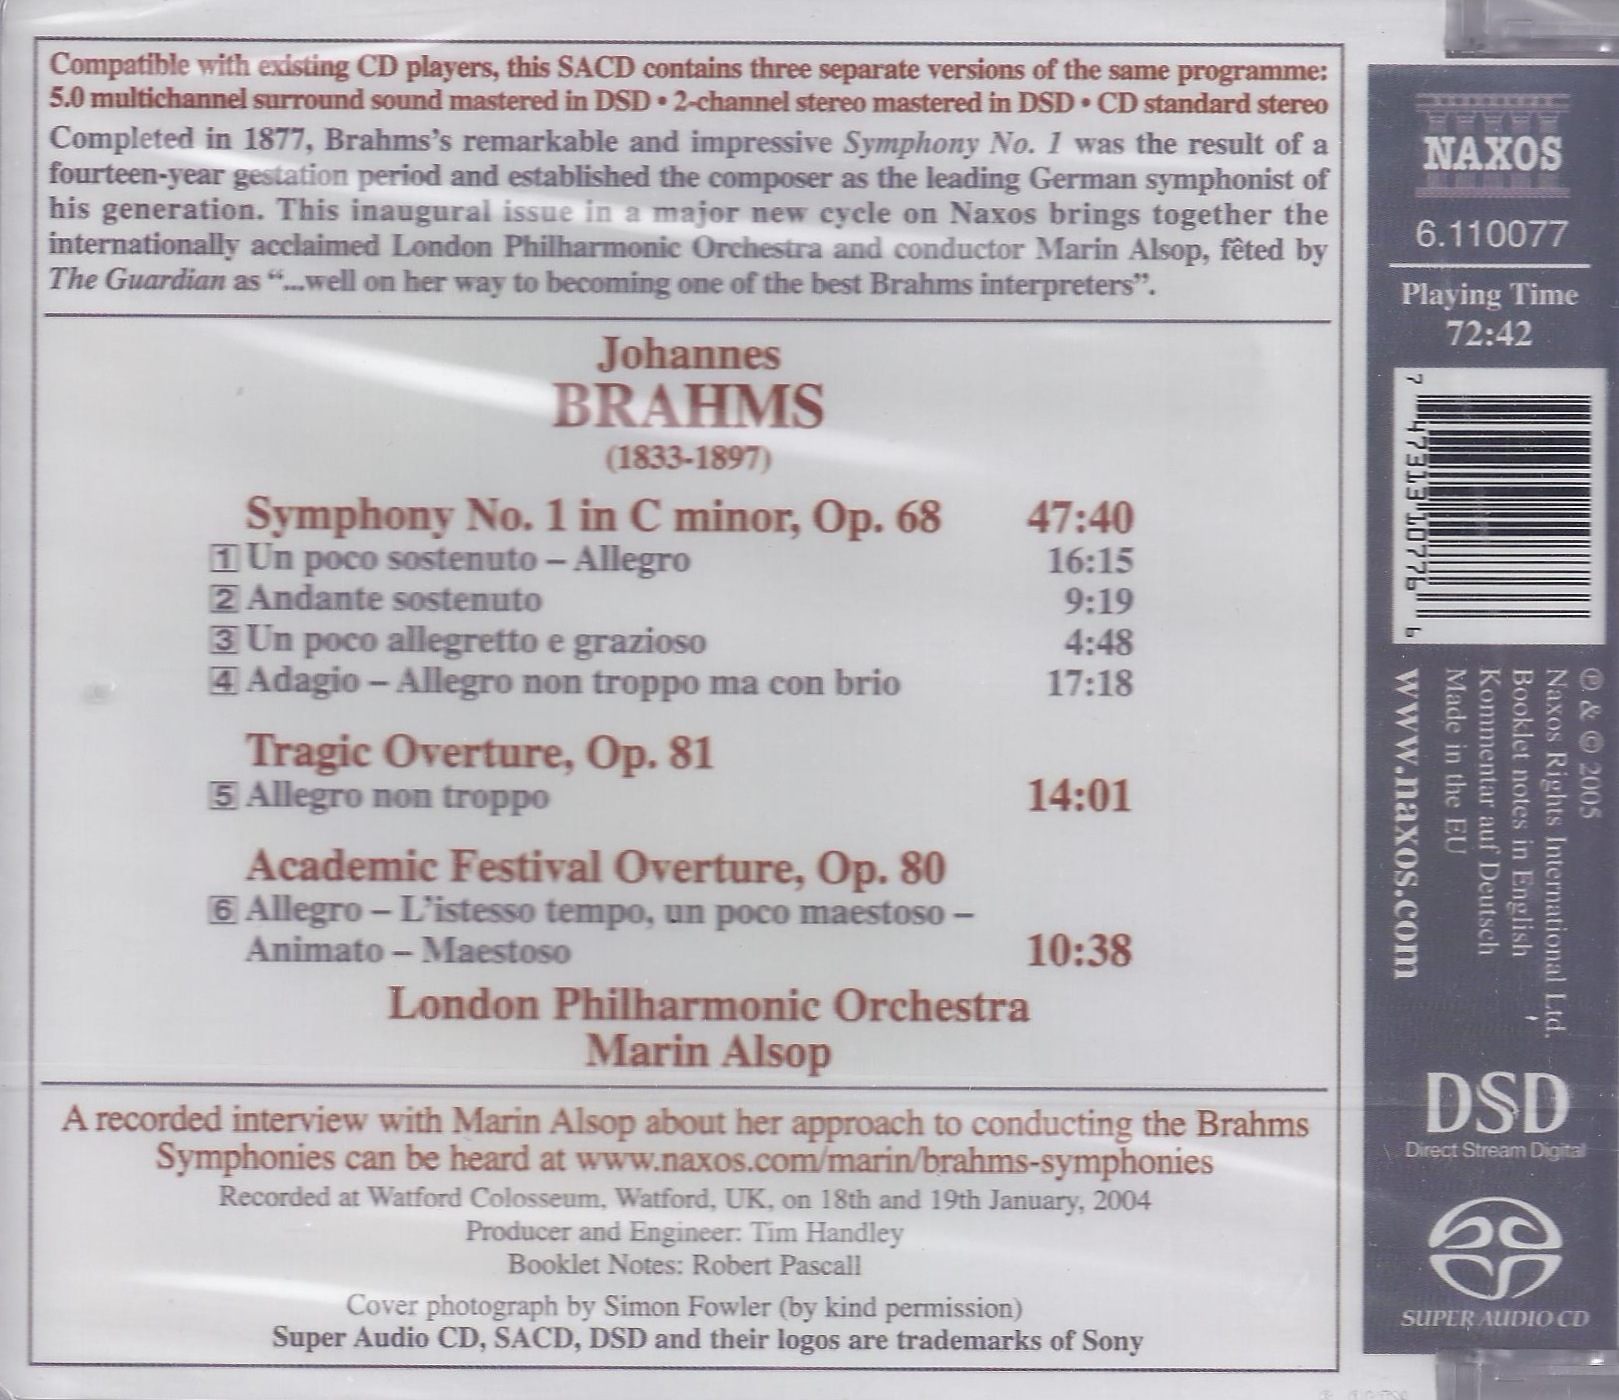 Compatible with existing CD players, this SACD contains three separate versions of the same programme:
5.0 multichannel surround sound mastered in DSD • 2-channel stereo mastered in DSD • CD standard stereo
Completed in 1877, Brahms's remarkable and impressive Symphony No. 1 was the result of a
fourteen-year gestation period and established the composer as the leading German symphonist of
his generation. This inaugural issue in a major new cycle on Naxos brings together the
internationally acclaimed London Philharmonic Orchestra and conductor Marin Alsop, fêted by
The Guardian as “...well on her way to becoming one of the best Brahms interpreters”.
Johannes
BRAHMS
(1833-1897)
Symphony No. 1 in C minor, Op. 68 47:40
1 Un poco sostenuto – Allegro 16:15
2 Andante sostenuto 9:19
3 Un poco allegretto e grazioso 4:48
4 Adagio – Allegro non troppo ma con brio 17:18
Tragic Overture, Op. 81
5 Allegro non troppo 14:01
Academic Festival Overture, Op. 80
6 Allegro – L'istesso tempo, un poco maestoso –
Animato – Maestoso 10:38
London Philharmonic Orchestra
Marin Alsop
A recorded interview with Marin Alsop about her approach to conducting the Brahms
Symphonies can be heard at www.naxos.com/marin/brahms-symphonies
Recorded at Watford Colosseum, Watford, UK, on 18th and 19th January, 2004
Producer and Engineer: Tim Handley
Booklet Notes: Robert Pascall
Cover photograph by Simon Fowler (by kind permission)
Super Audio CD, SACD, DSD and their logos are trademarks of Sony
NAXOS
6.110077
Playing Time
72:42
7 47313 10776 6
℗ & © 2005
Naxos Rights International Ltd.
Booklet notes in English
Kommentar auf Deutsch
Made in the EU
www.naxos.com
DSD
Direct Stream Digital
SUPER AUDIO CD